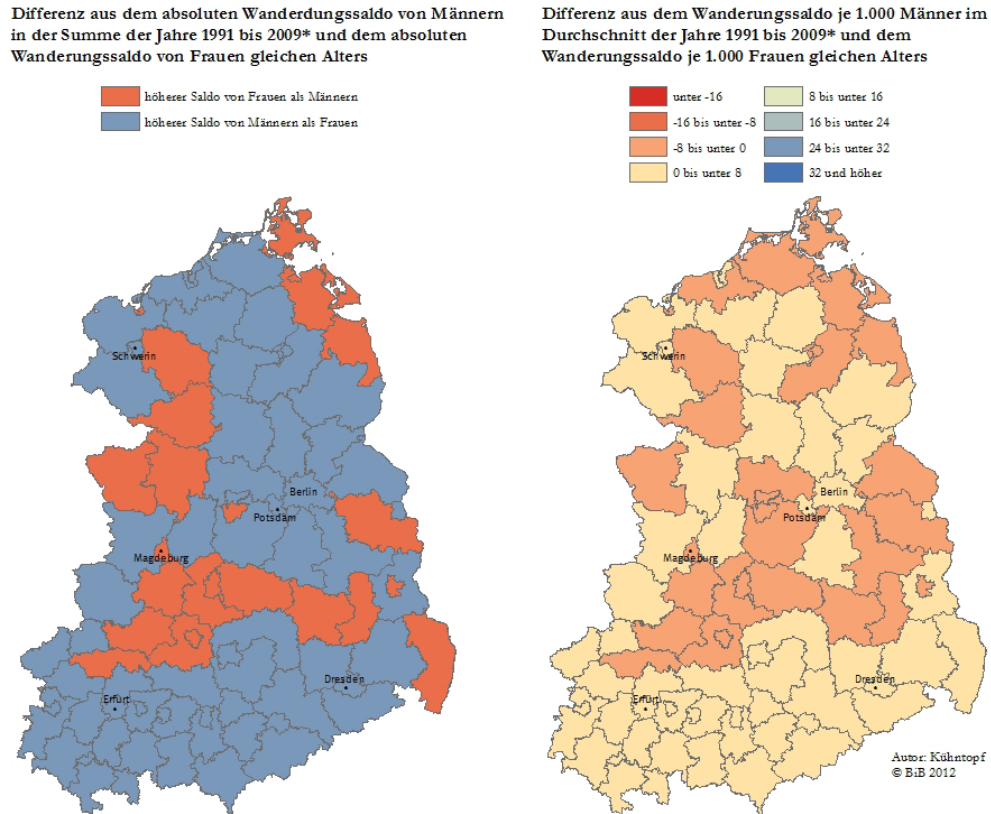 Differenz aus dem absoluten Wanderdungssaldo von Männern
in der Summe der Jahre 1991 bis 2009* und dem absoluten
Wanderungssaldo von Frauen gleichen Alters
höherer Saldo von Frauen als Männern
höherer Saldo von Männern als Frauen
Schwerin
Berlin
Potsdam
Magdeburg
Dresden
Erfurt
Differenz aus dem Wanderungssaldo je 1.000 Männer im
Durchschnitt der Jahre 1991 bis 2009* und dem
Wanderungssaldo je 1.000 Frauen gleichen Alters
unter -16
-16 bis unter -8
-8 bis unter 0
0 bis unter 8
8 bis unter 16
16 bis unter 24
24 bis unter 32
32 und höher
Schwerin
Berlin
Potsdam
Magdeburg
Dresden
Erfurt
Autor: Kühntopf
© BiB 2012